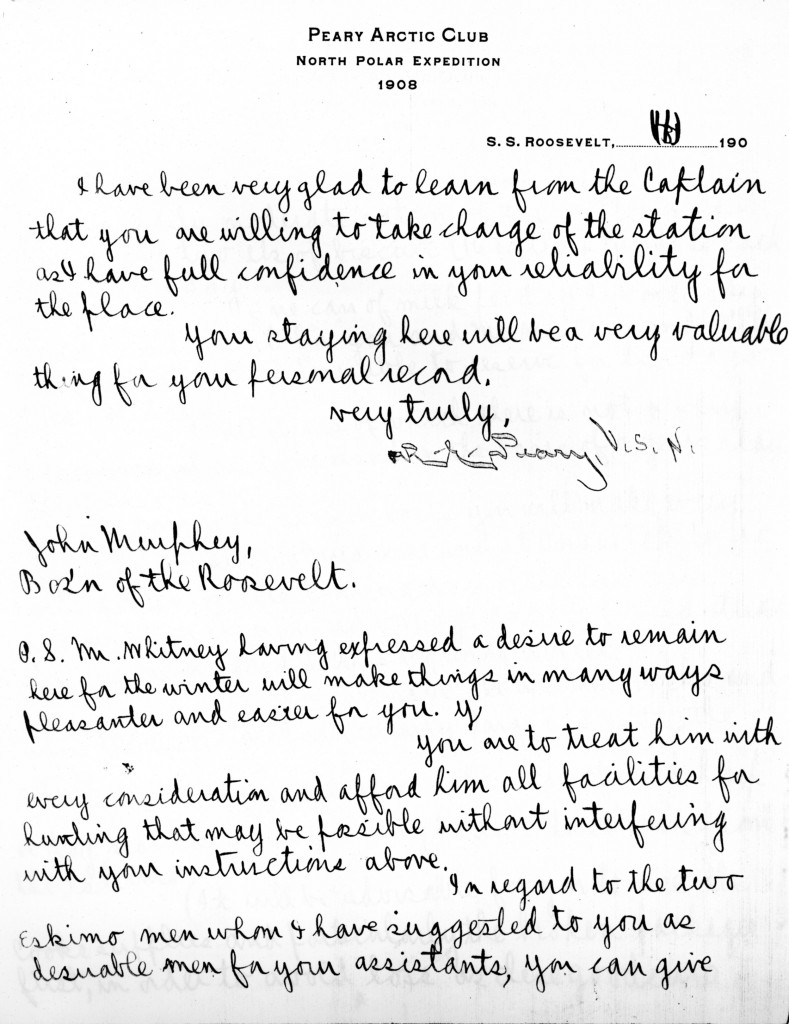 PEARY ARCTIC CLUB
NORTH POLAR EXPEDITION
1908
S. S. ROOSEVELT, 190
I have been very glad to learn from the Captain
that you are willing to take charge of the station
as I have full confidence in your reliability for
the place.
Your staying here will be a very valuable
thing for your personal record.
Very truly,
R. E. Peary, U.S.N.
John Murphey,
Bos'n of the Roosevelt.
P.S. Mr. Whitney having expressed a desire to remain
here for the winter will make things in many ways
pleasanter and easier for you. Y
You are to treat him with
every consideration and afford him all facilities for
hunting that may be possible without interfering
with your instructions above.
In regard to the two
Eskimo men whom I have suggested to you as
desirable men for your assistants, you can give